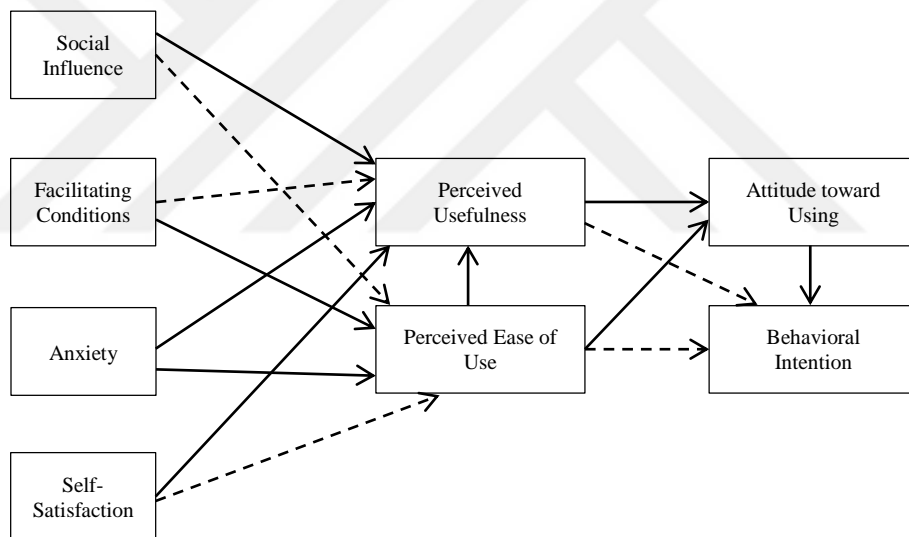 Social
Influence
Facilitating
Conditions
Perceived
Usefulness
Attitude toward
Using
Anxiety
Perceived Ease of
Use
Behavioral
Intention
Self-
Satisfaction